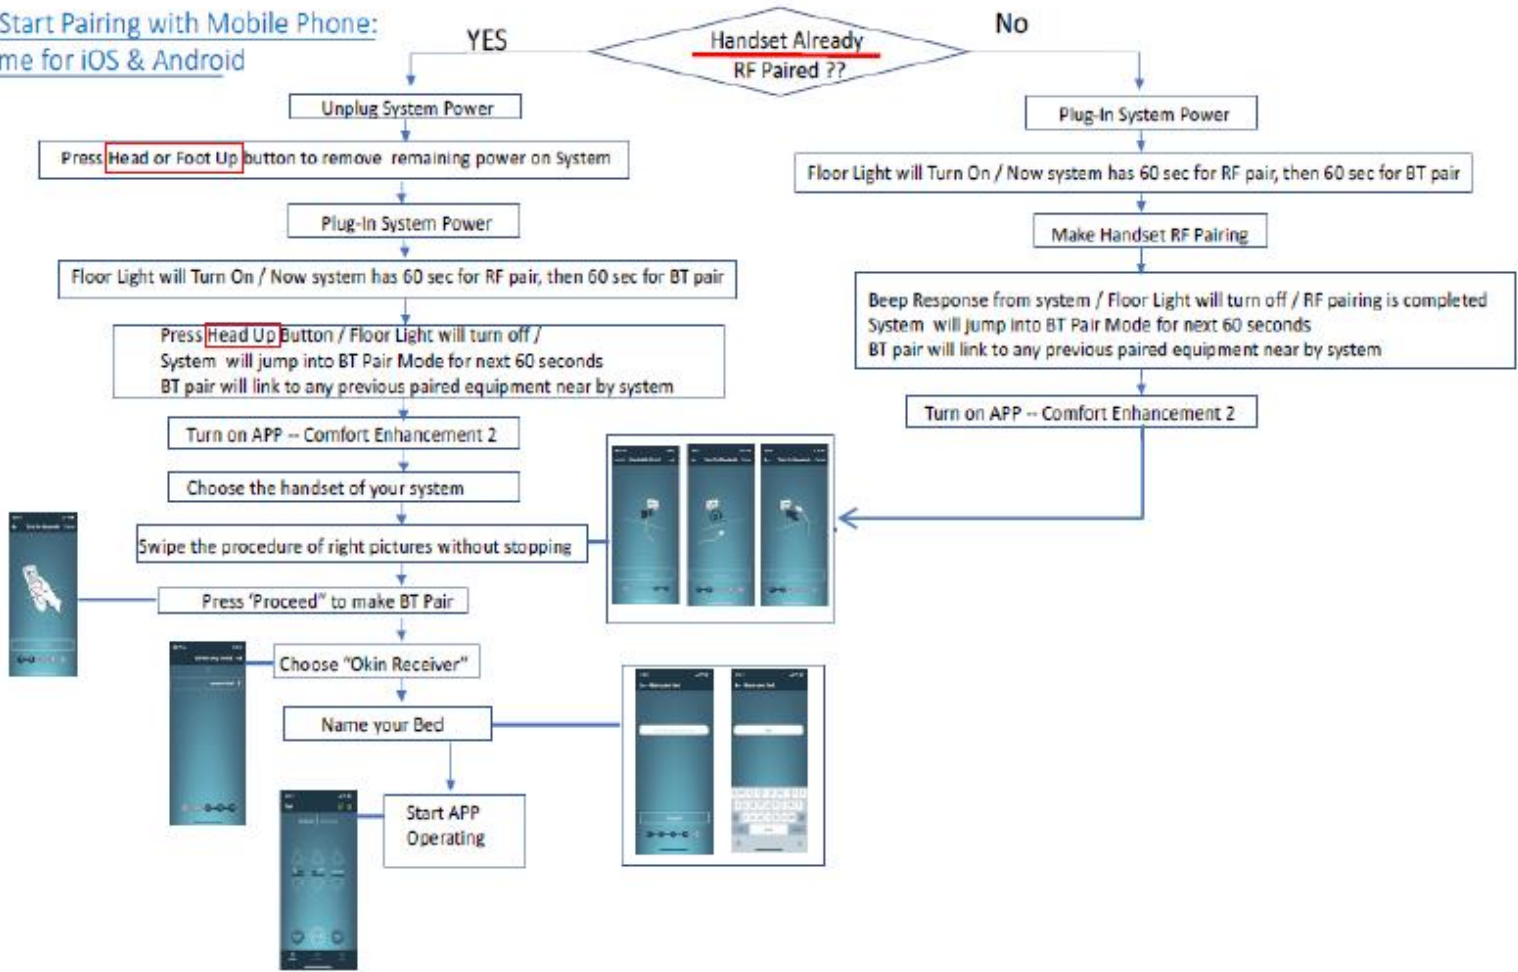 Start Pairing with Mobile Phone:
me for iOS & Android
YES
Handset Already
RF Paired ??
No
Unplug System Power
Press Head or Foot Up button to remove remaining power on System
Plug-In System Power
Floor Light will Turn On / Now system has 60 sec for RF pair, then 60 sec for BT pair
Press Head Up Button / Floor Light will turn off /
System will jump into BT Pair Mode for next 60 seconds
BT pair will link to any previous paired equipment near by system
Turn on APP -- Comfort Enhancement 2
Choose the handset of your system
Swipe the procedure of right pictures without stopping
Press 'Proceed" to make BT Pair
Choose "Okin Receiver"
Name your Bed
Start APP
Operating
Plug-In System Power
Floor Light will Turn On / Now system has 60 sec for RF pair, then 60 sec for BT pair
Make Handset RF Pairing
Beep Response from system / Floor Light will turn off / RF pairing is completed
System will jump into BT Pair Mode for next 60 seconds
BT pair will link to any previous paired equipment near by system
Turn on APP -- Comfort Enhancement 2